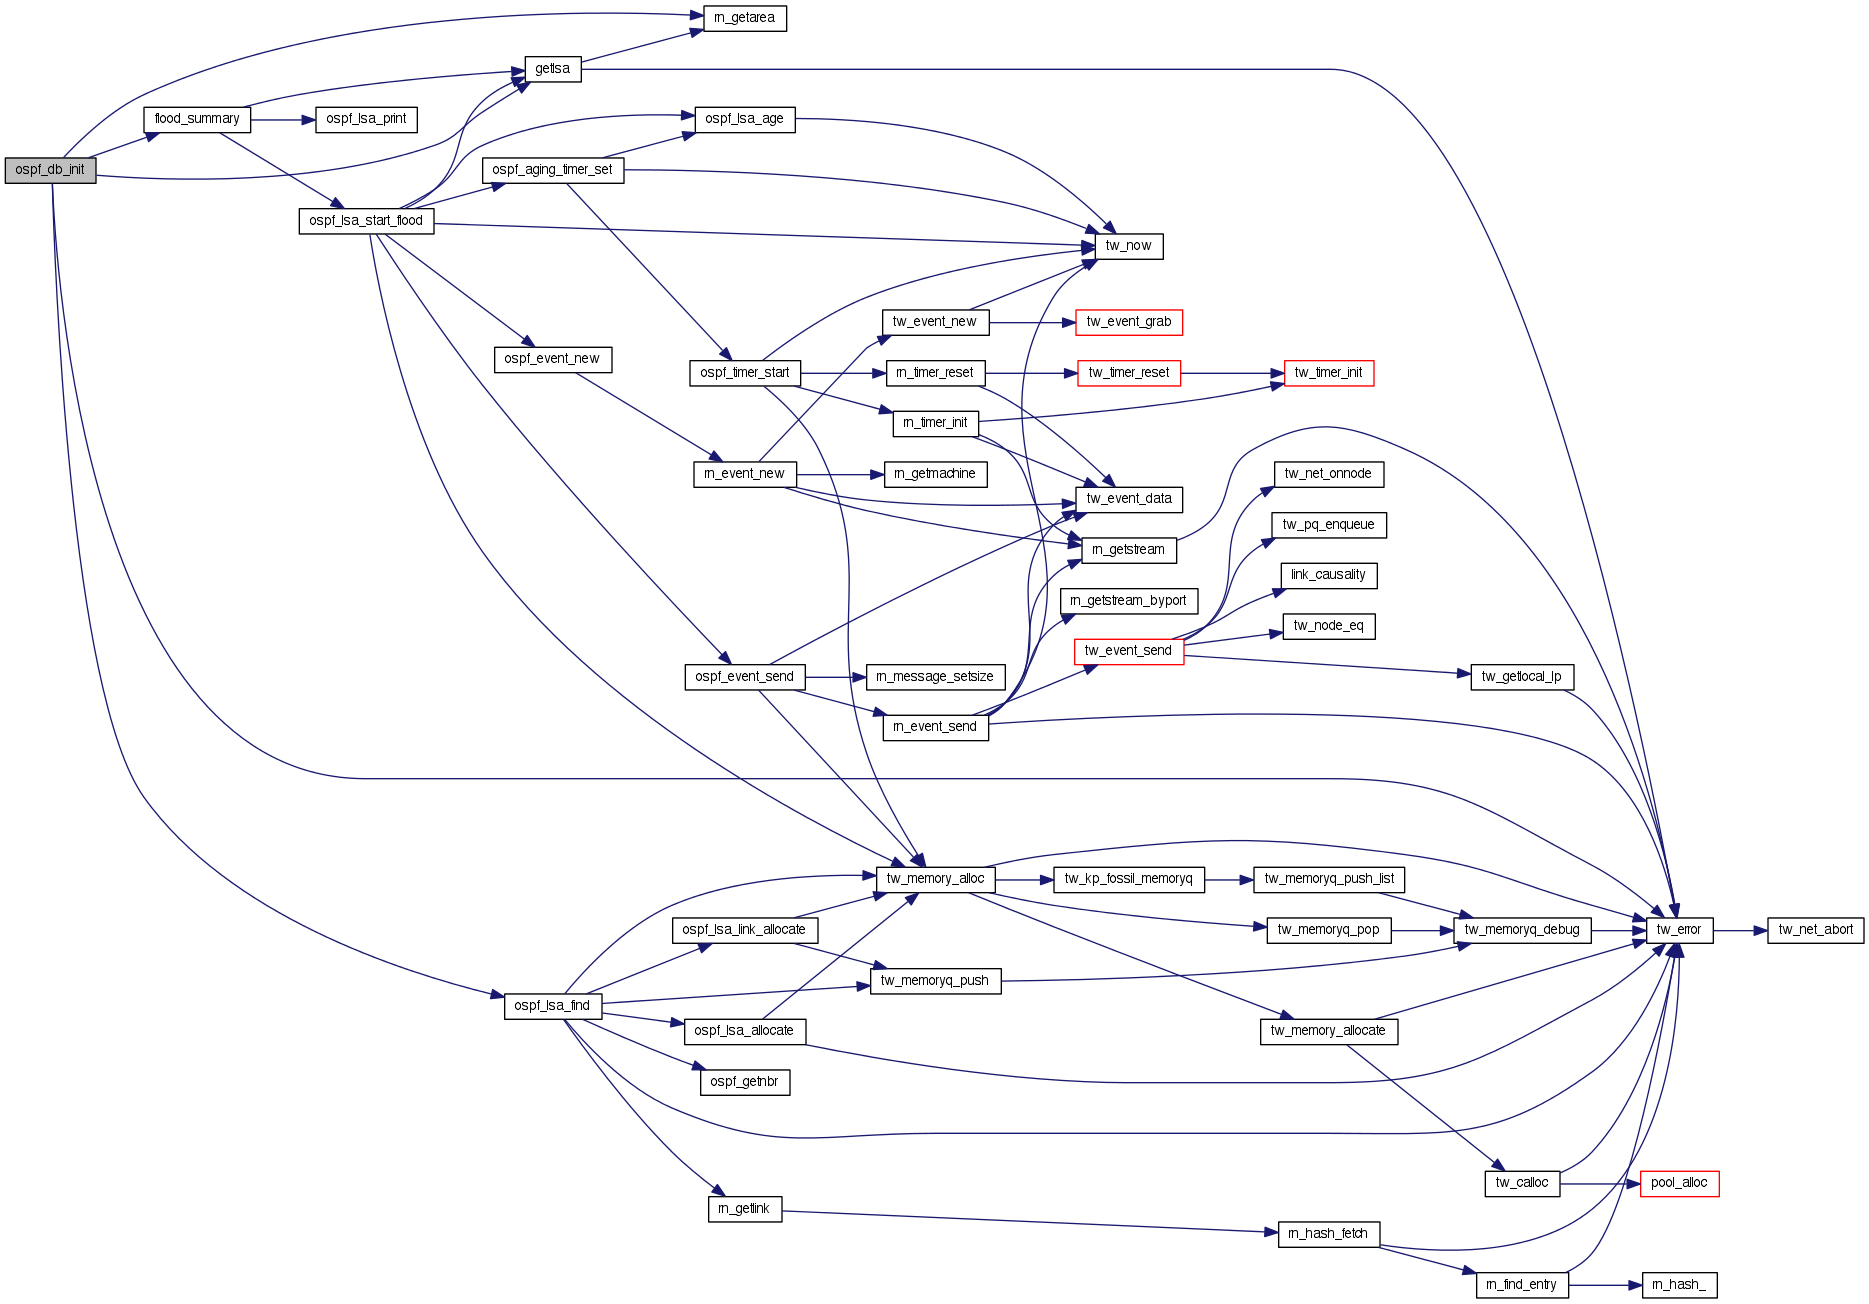 rn_getarea
getlsa
flood_summary
ospf_lsa_print
ospf_lsa_age
ospf_db_init
ospf_aging_timer_set
ospf_lsa_start_flood
tw_now
tw_event_new
tw_event_grab
ospf_event_new
ospf_timer_start
rn_timer_reset
tw_timer_reset
tw_timer_init
rn_timer_init
rn_event_new
rn_getmachine
tw_net_onnode
tw_event_data
tw_pq_enqueue
rn_getstream
link_causality
rn_getstream_byport
tw_node_eq
tw_event_send
ospf_event_send
rn_message_setsize
tw_getlocal_lp
rn_event_send
tw_memory_alloc
tw_kp_fossil_memoryq
tw_memoryq_push_list
ospf_lsa_link_allocate
tw_memoryq_pop
tw_memoryq_debug
tw_error
tw_net_abort
tw_memoryq_push
ospf_lsa_find
ospf_lsa_allocate
tw_memory_allocate
ospf_getnbr
tw_calloc
pool_alloc
rn_getlink
rn_hash_fetch
rn_find_entry
rn_hash_